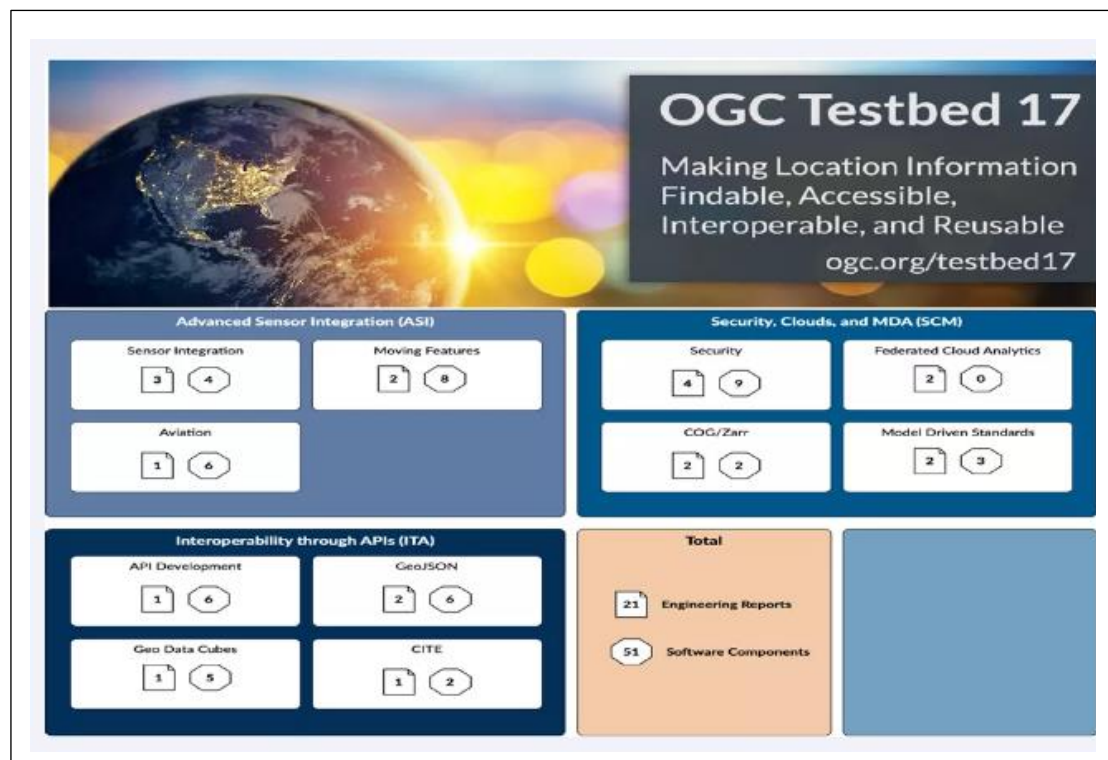 OGC Testbed 17
Making Location Information
Findable, Accessible,
Interoperable, and Reusable
ogc.org/testbed17
Advanced Sensor Integration (ASI)
Sensor Integration
3 4
Moving Features
2 8
Aviation
1 6
Security, Clouds, and MDA (SCM)
Security
4 9
Federated Cloud Analytics
2 0
COG/Zarr
2 2
Model Driven Standards
2 3
Interoperability through APIs (ITA)
API Development
1 6
GeoJSON
2 6
Geo Data Cubes
1 5
CITE
1 2
Total
21 Engineering Reports
51 Software Components